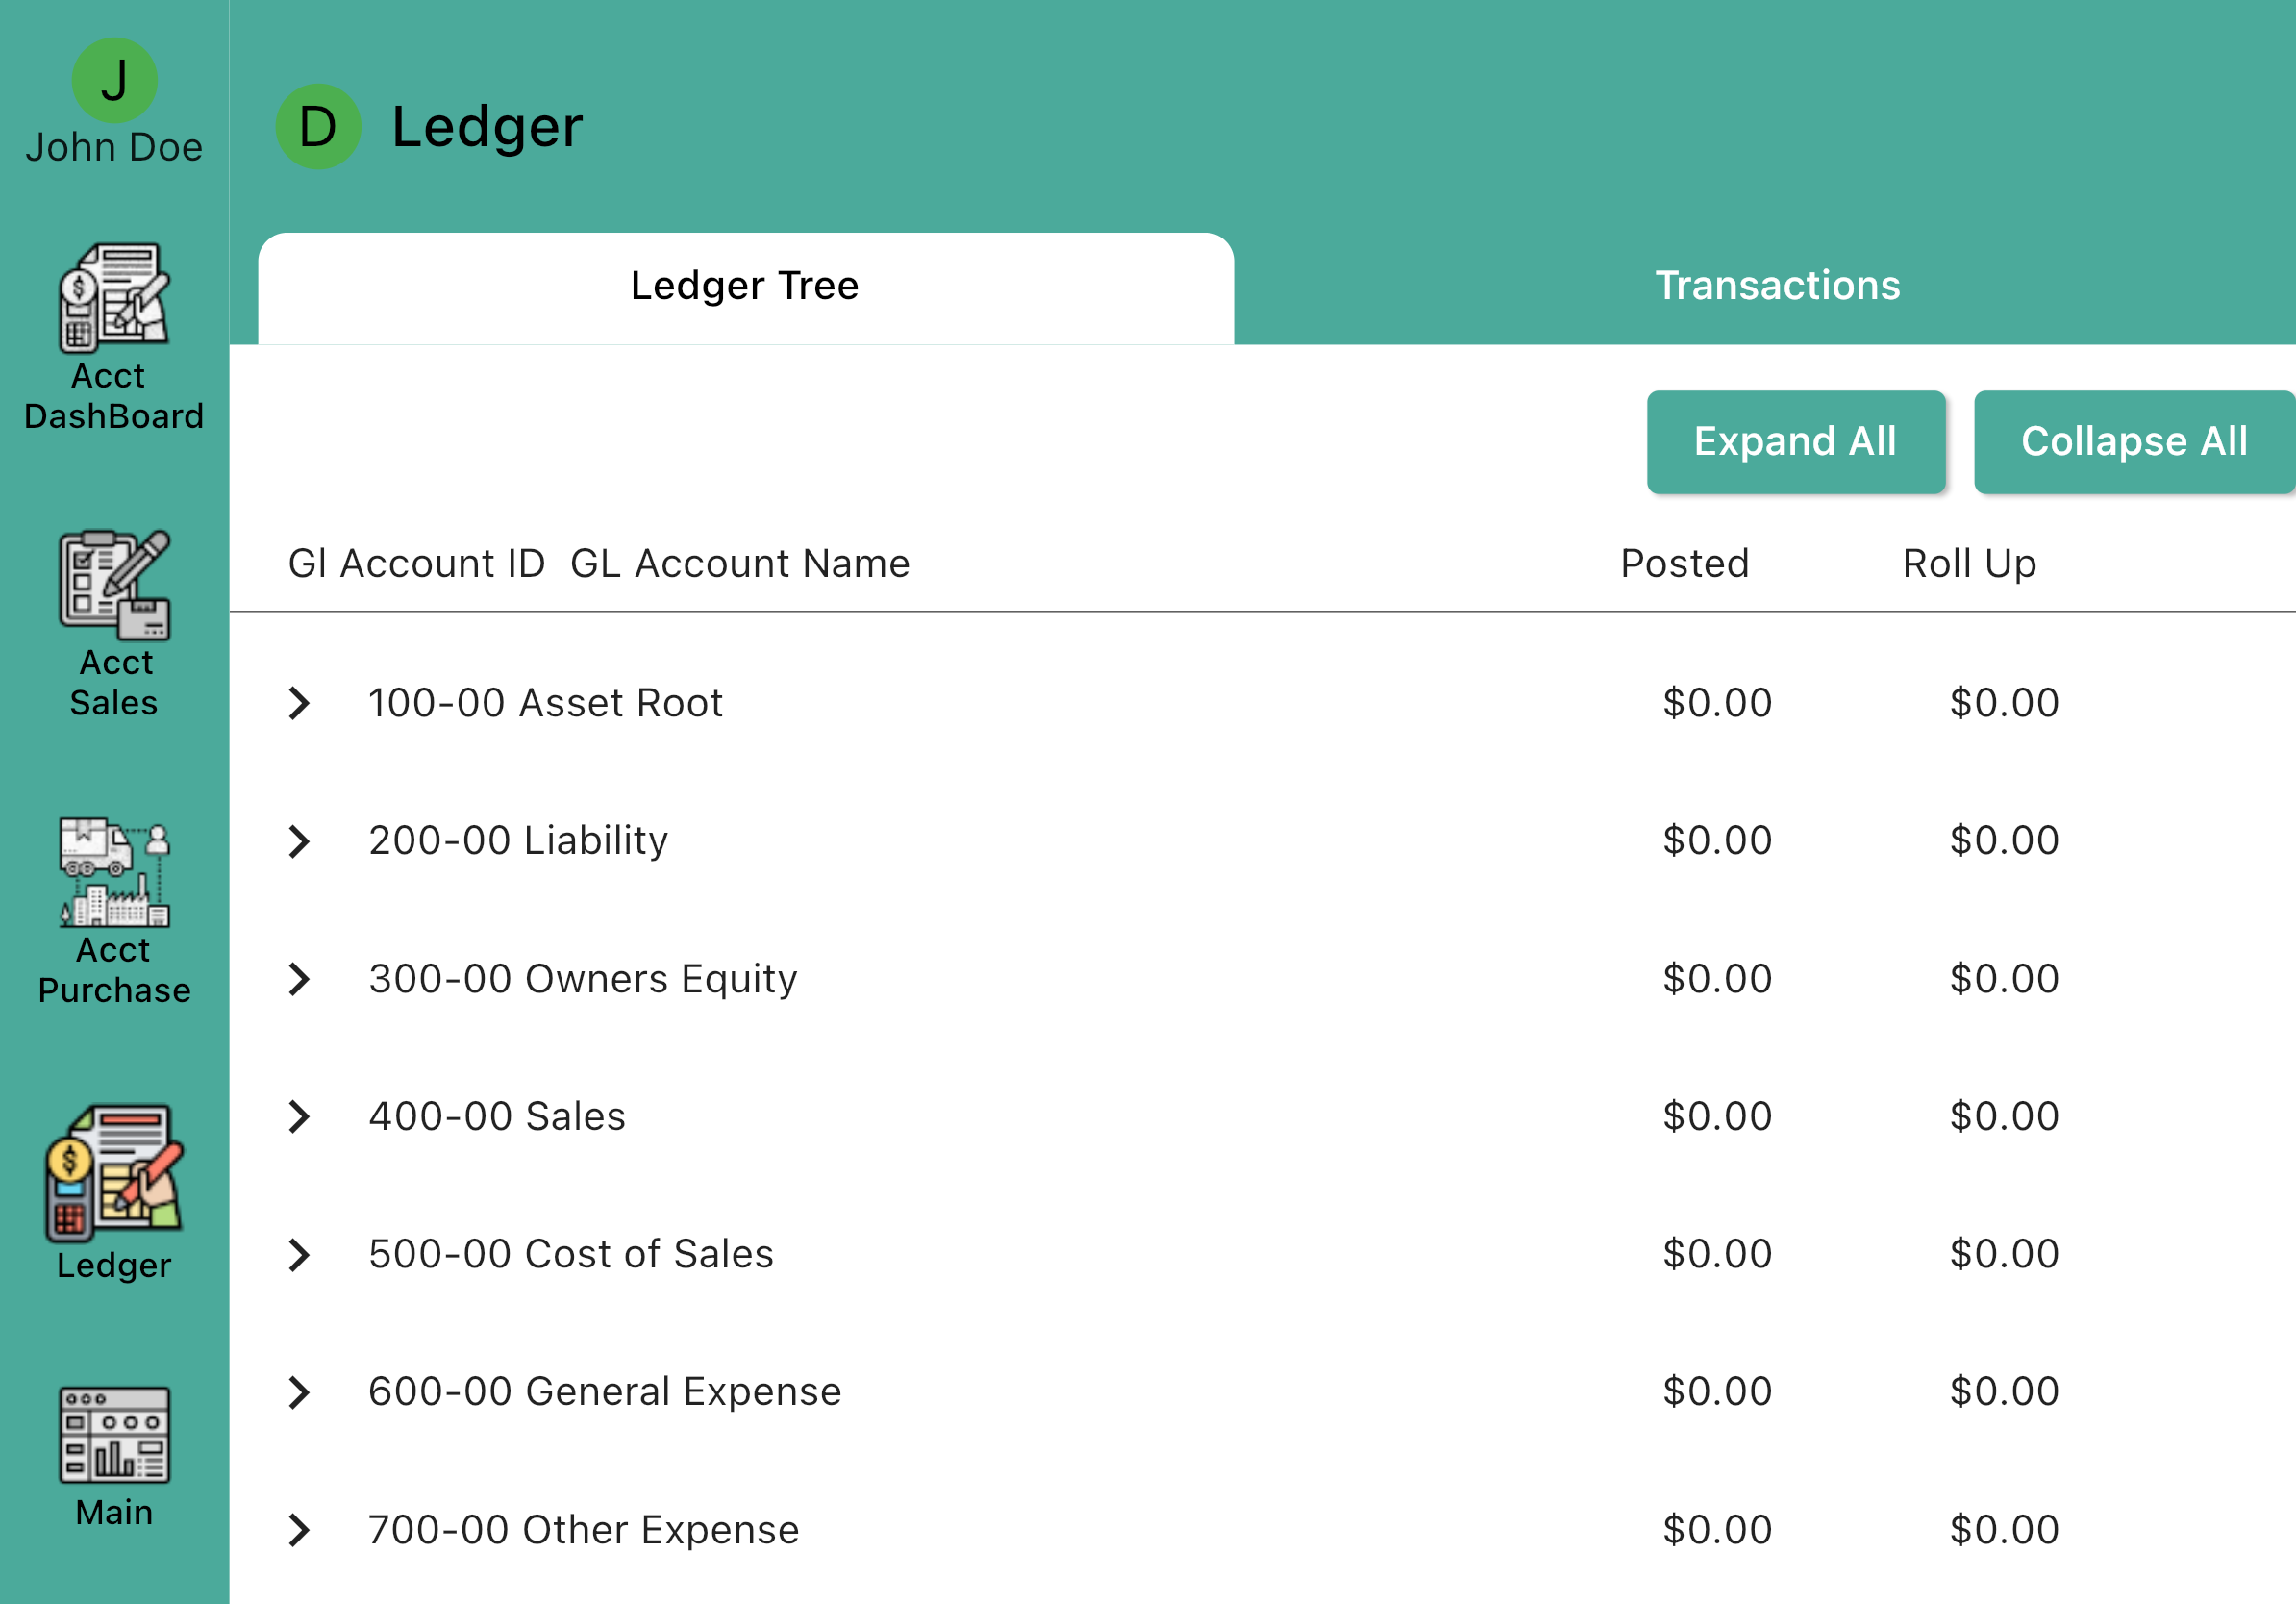 J
John Doe
Acct
DashBoard
Acct
Sales
Acct
Purchase
Ledger
Main
D Ledger
Ledger Tree Transactions
Expand All Collapse All
Gl Account ID GL Account Name Posted Roll Up
100-00 Asset Root $0.00 $0.00
200-00 Liability $0.00 $0.00
300-00 Owners Equity $0.00 $0.00
400-00 Sales $0.00 $0.00
500-00 Cost of Sales $0.00 $0.00
600-00 General Expense $0.00 $0.00
700-00 Other Expense $0.00 $0.00